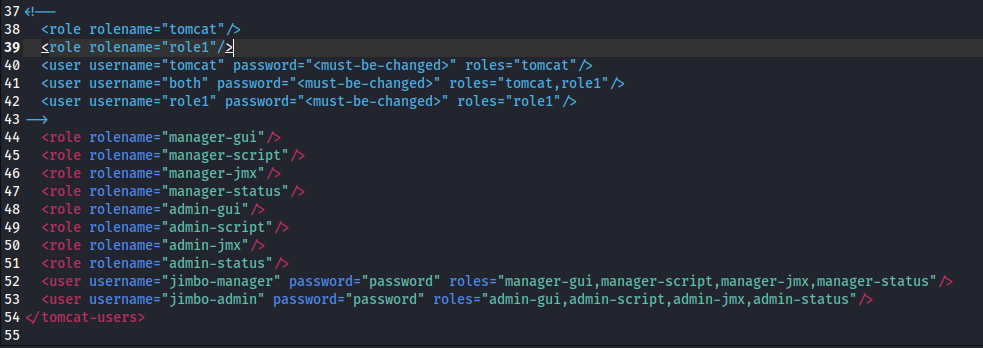 37 <!--
38 <role rolename="tomcat"/>
39 <role rolename="role1"/>
40 <user username="tomcat" password="<must-be-changed>" roles="tomcat"/>
41 <user username="both" password="<must-be-changed>" roles="tomcat,role1"/>
42 <user username="role1" password="<must-be-changed>" roles="role1"/>
43 -->
44 <role rolename="manager-gui"/>
45 <role rolename="manager-script"/>
46 <role rolename="manager-jmx"/>
47 <role rolename="manager-status"/>
48 <role rolename="admin-gui"/>
49 <role rolename="admin-script"/>
50 <role rolename="admin-jmx"/>
51 <role rolename="admin-status"/>
52 <user username="jimbo-manager" password="password" roles="manager-gui,manager-script,manager-jmx,manager-status"/>
53 <user username="jimbo-admin" password="password" roles="admin-gui,admin-script,admin-jmx,admin-status"/>
54 </tomcat-users>
55